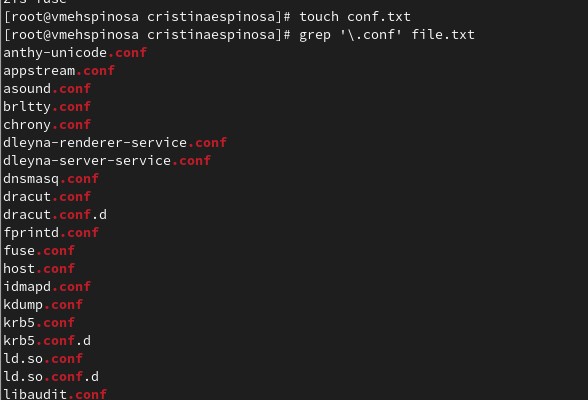 [root@vmehspinosa cristinaespinosa]# touch conf.txt
[root@vmehspinosa cristinaespinosa]# grep '\.conf' file.txt
anthy-unicode.conf
appstream.conf
asound.conf
brltty.conf
chrony.conf
dleyna-renderer-service.conf
dleyna-server-service.conf
dnsmasq.conf
dracut.conf
dracut.conf.d
fprintd.conf
fuse.conf
host.conf
idmapd.conf
kdump.conf
krb5.conf
krb5.conf.d
ld.so.conf
ld.so.conf.d
libaudit.conf